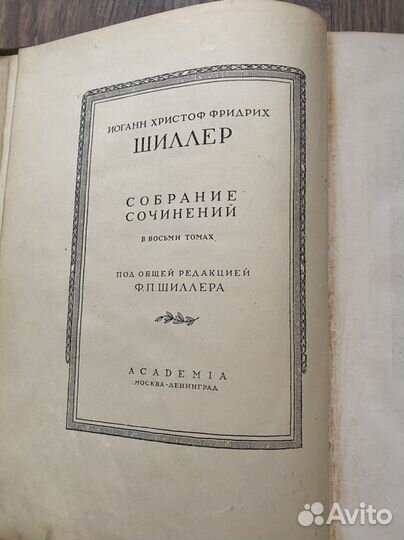 ИОГАНН ХРИСТОФ ФРИДРИХ
ШИЛЛЕР
СОБРАНИЕ
СОЧИНЕНИЙ
В ВОСЬМИ ТОМАХ
ПОД ОБЩЕЙ РЕДАКЦИЕЙ
Ф.П.ШИЛЛЕРА
ACADEMIA
МОСКВА-ЛЕНИНГРАД
Avito